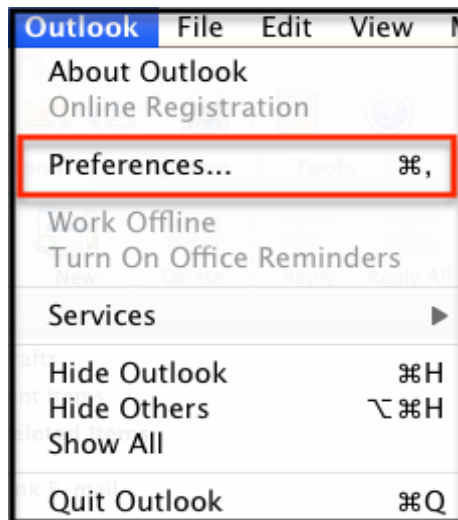 Outlook File Edit View
About Outlook
Online Registration
Preferences... ⌘,
Work Offline
Turn On Office Reminders
Services ▶
Hide Outlook ⌘H
Hide Others ⌥⌘H
Show All
Quit Outlook ⌘Q